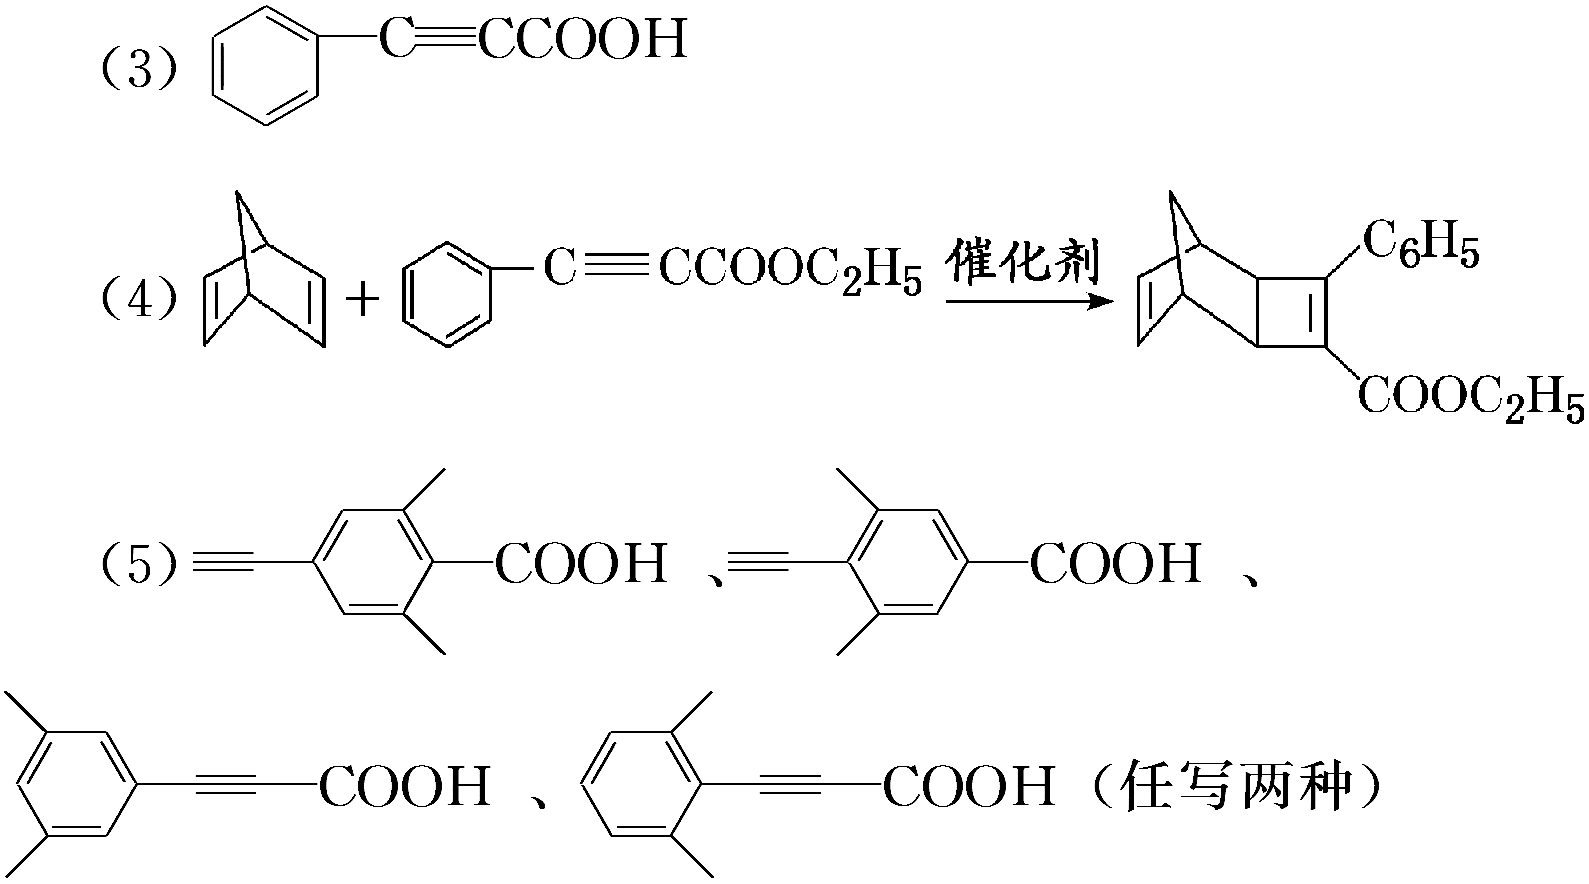 (3) C≡CCOOH
(4) + C≡CCOOC₂H₅ 催化剂 C₆H₅ COOC₂H₅
(5) COOH 、 COOH 、
COOH 、 COOH (任写两种)